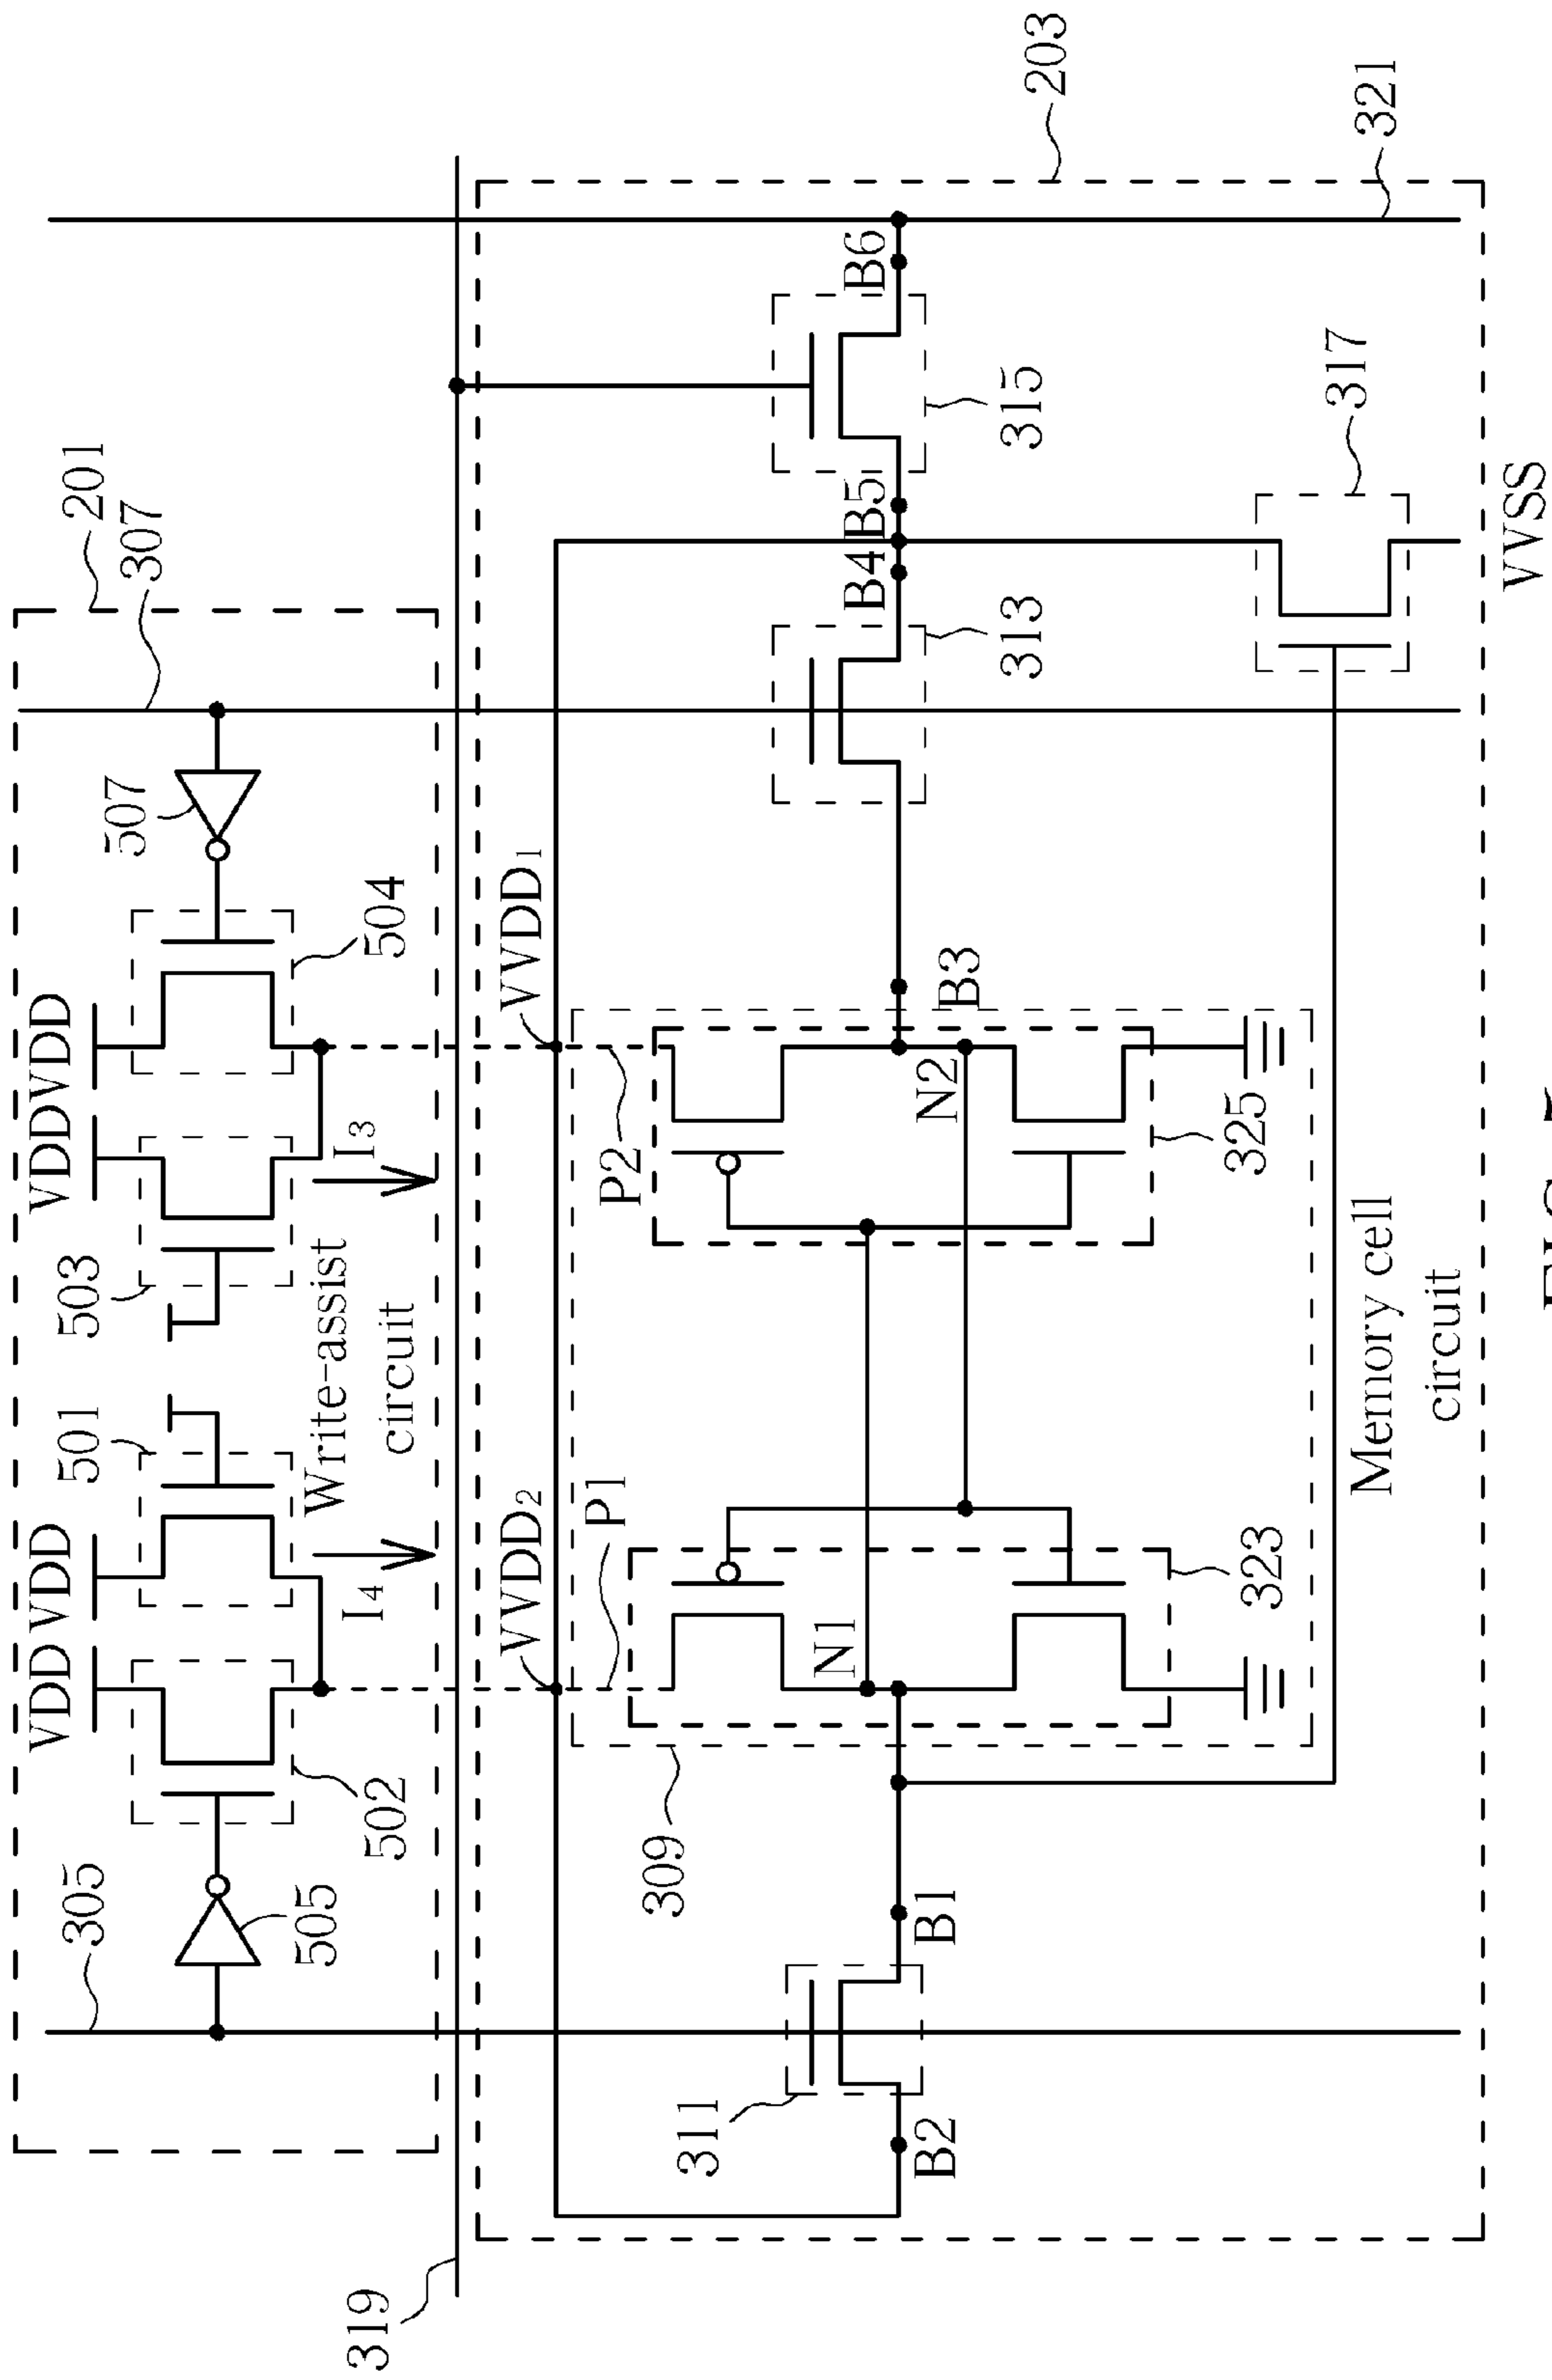 201
307
305
VDD VDD
VDDVDD
501
503
507
505
502
504
I4
I3
Write-assist
circuit
319
VVDD2
VVDD1
P1
P2
203
309
311
N1
N2
B1
B2
B3
B4
B5
B6
313
315
323
325
317
321
Memory cell
circuit
VVSS